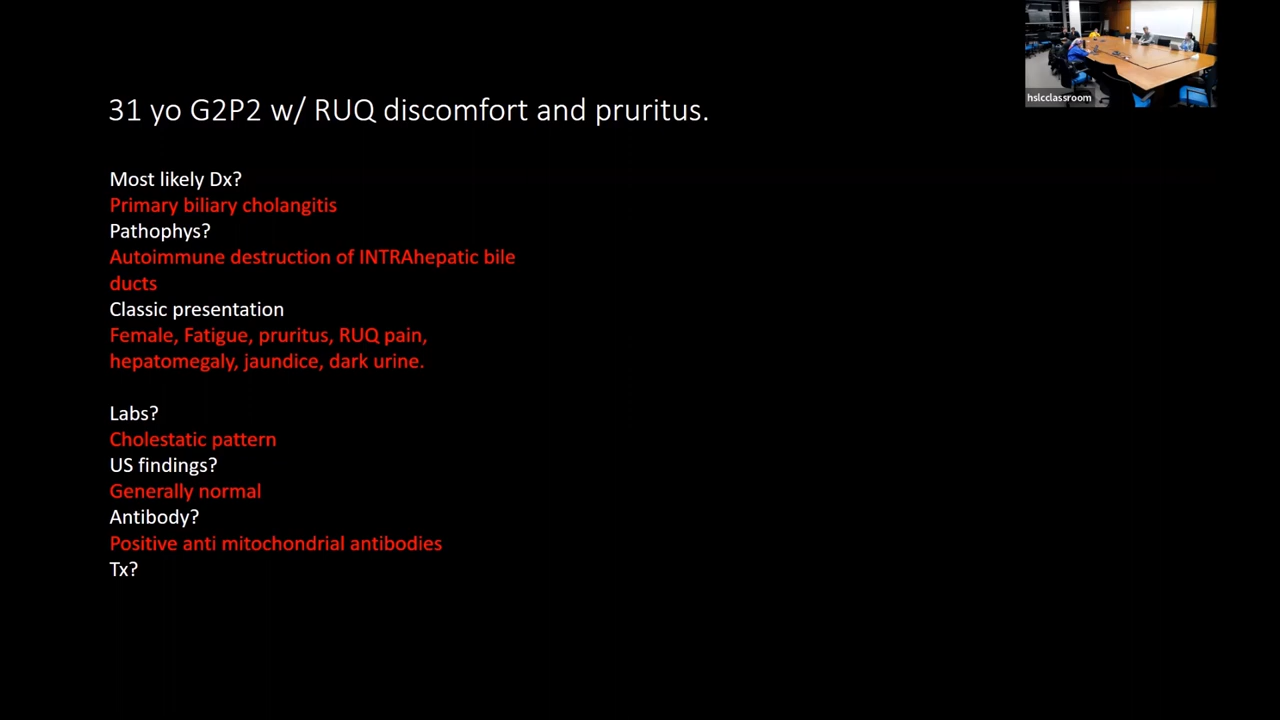 hslcclassroom
31 yo G2P2 w/ RUQ discomfort and pruritus.
Most likely Dx?
Primary biliary cholangitis
Pathophys?
Autoimmune destruction of INTRAhepatic bile
ducts
Classic presentation
Female, Fatigue, pruritus, RUQ pain,
hepatomegaly, jaundice, dark urine.
Labs?
Cholestatic pattern
US findings?
Generally normal
Antibody?
Positive anti mitochondrial antibodies
Tx?